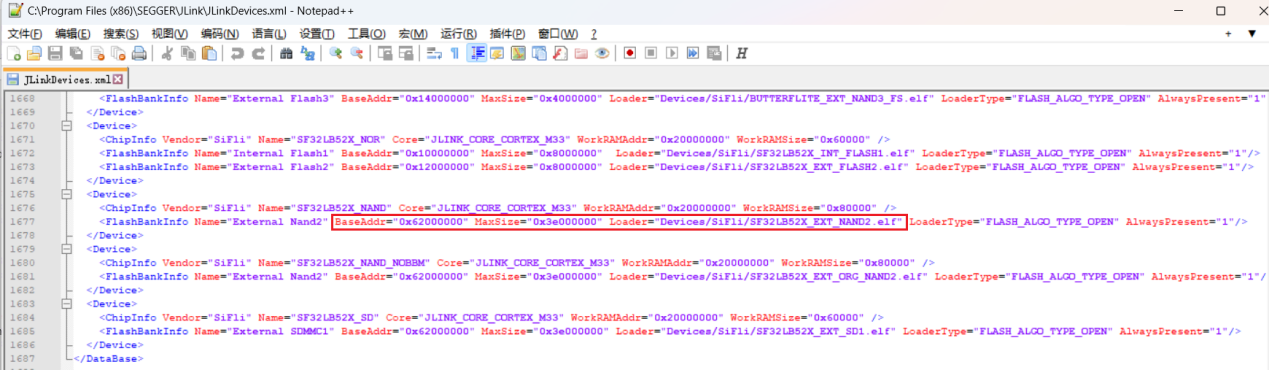 C:\Program Files (x86)\SEGGER\JLink\JLinkDevices.xml - Notepad++
文件(F) 编辑(E) 搜索(S) 视图(V) 编码(N) 语言(L) 设置(T) 工具(O) 宏(M) 运行(R) 插件(P) 窗口(W) ?
JLinkDevices.xml
1668 <FlashBankInfo Name="External Flash3" BaseAddr="0x14000000" MaxSize="0x4000000" Loader="Devices/SiFli/BUTTERFLITE_EXT_NAND3_FS.elf" LoaderType="FLASH_ALGO_TYPE_OPEN" AlwaysPresent="1"
1669 </Device>
1670 <Device>
1671 <ChipInfo Vendor="SiFli" Name="SF32LB52X_NOR" Core="JLINK_CORE_CORTEX_M33" WorkRAMAddr="0x20000000" WorkRAMSize="0x60000" />
1672 <FlashBankInfo Name="Internal Flash1" BaseAddr="0x10000000" MaxSize="0x8000000" Loader="Devices/SiFli/SF32LB52X_INT_FLASH1.elf" LoaderType="FLASH_ALGO_TYPE_OPEN" AlwaysPresent="1"/>
1673 <FlashBankInfo Name="External Flash2" BaseAddr="0x12000000" MaxSize="0x8000000" Loader="Devices/SiFli/SF32LB52X_EXT_FLASH2.elf" LoaderType="FLASH_ALGO_TYPE_OPEN" AlwaysPresent="1"/>
1674 </Device>
1675 <Device>
1676 <ChipInfo Vendor="SiFli" Name="SF32LB52X_NAND" Core="JLINK_CORE_CORTEX_M33" WorkRAMAddr="0x20000000" WorkRAMSize="0x80000" />
1677 <FlashBankInfo Name="External Nand2" BaseAddr="0x62000000" MaxSize="0x3e000000" Loader="Devices/SiFli/SF32LB52X_EXT_NAND2.elf" LoaderType="FLASH_ALGO_TYPE_OPEN" AlwaysPresent="1"/>
1678 </Device>
1679 <Device>
1680 <ChipInfo Vendor="SiFli" Name="SF32LB52X_NAND_NOBBM" Core="JLINK_CORE_CORTEX_M33" WorkRAMAddr="0x20000000" WorkRAMSize="0x80000" />
1681 <FlashBankInfo Name="External Nand2" BaseAddr="0x62000000" MaxSize="0x3e000000" Loader="Devices/SiFli/SF32LB52X_EXT_ORG_NAND2.elf" LoaderType="FLASH_ALGO_TYPE_OPEN" AlwaysPresent="1"/
1682 </Device>
1683 <Device>
1684 <ChipInfo Vendor="SiFli" Name="SF32LB52X_SD" Core="JLINK_CORE_CORTEX_M33" WorkRAMAddr="0x20000000" WorkRAMSize="0x60000" />
1685 <FlashBankInfo Name="External SDMMC1" BaseAddr="0x62000000" MaxSize="0x3e000000" Loader="Devices/SiFli/SF32LB52X_EXT_SD1.elf" LoaderType="FLASH_ALGO_TYPE_OPEN" AlwaysPresent="1"/>
1686 </Device>
1687 </DataBase>